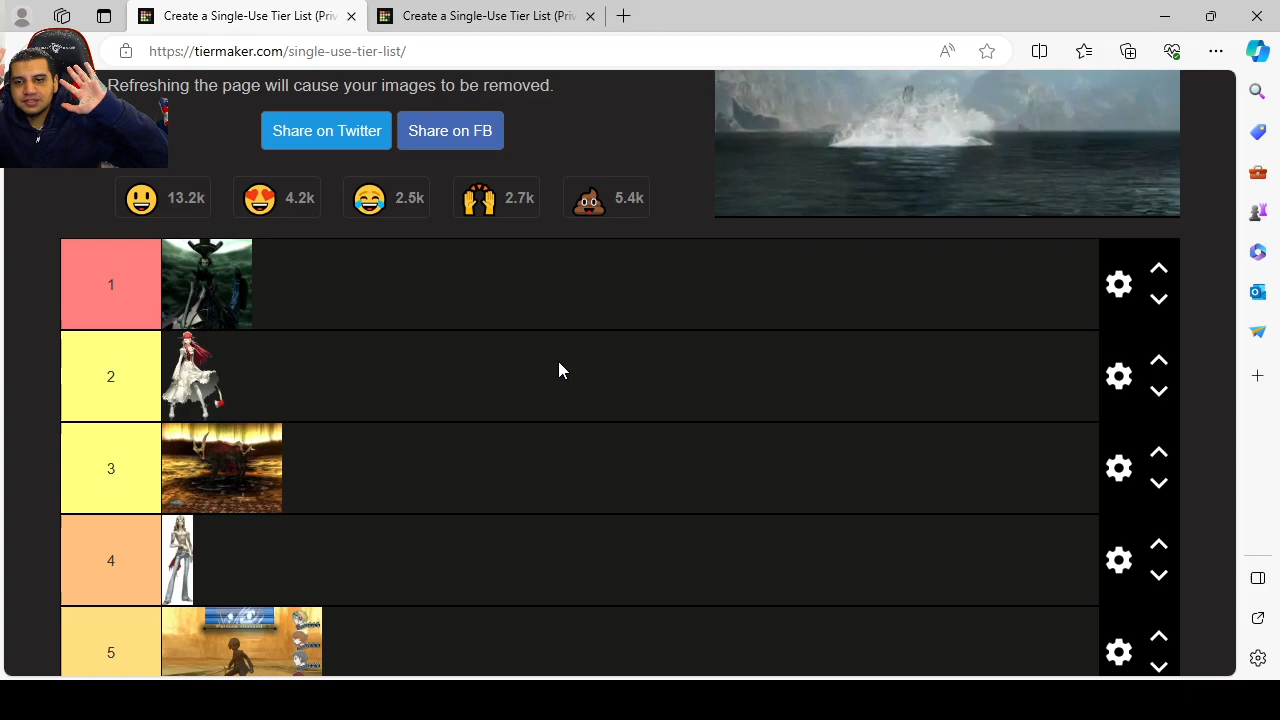 Create a Single-Use Tier List (Priv
Create a Single-Use Tier List (Priv
https://tiermaker.com/single-use-tier-list/
Refreshing the page will cause your images to be removed.
Share on Twitter
Share on FB
13.2k
4.2k
2.5k
2.7k
5.4k
1
2
3
4
5